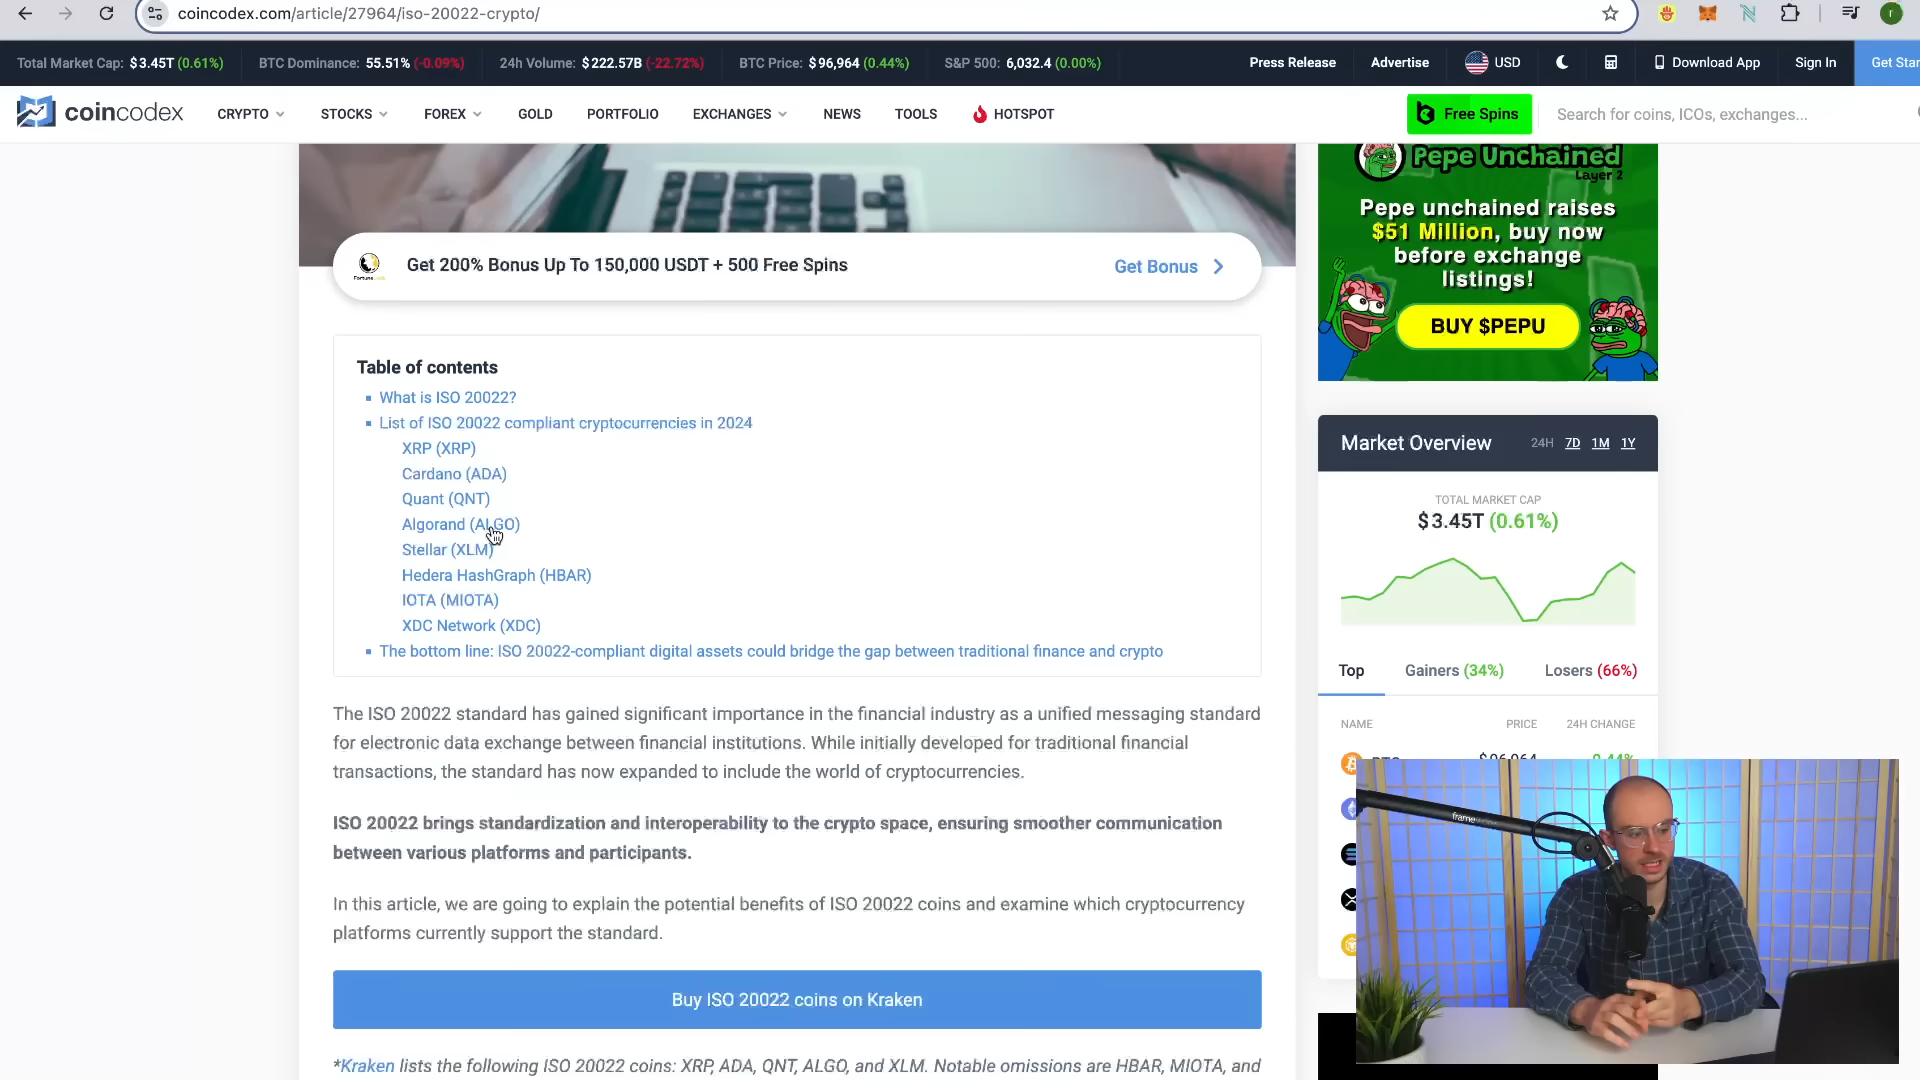 coincodex.com/article/27964/iso-20022-crypto/
Total Market Cap: $3.45T (0.61%) BTC Dominance: 55.51% (-0.09%) 24h Volume: $222.57B (-22.72%) BTC Price: $96,964 (0.44%) S&P 500: 6,032.4 (0.00%) Press Release Advertise USD Download App Sign In Get Star
coincodex CRYPTO STOCKS FOREX GOLD PORTFOLIO EXCHANGES NEWS TOOLS HOTSPOT Free Spins Search for coins, ICOs, exchanges...
Get 200% Bonus Up To 150,000 USDT + 500 Free Spins Get Bonus
Table of contents
What is ISO 20022?
List of ISO 20022 compliant cryptocurrencies in 2024
XRP (XRP)
Cardano (ADA)
Quant (QNT)
Algorand (ALGO)
Stellar (XLM)
Hedera HashGraph (HBAR)
IOTA (MIOTA)
XDC Network (XDC)
The bottom line: ISO 20022-compliant digital assets could bridge the gap between traditional finance and crypto
The ISO 20022 standard has gained significant importance in the financial industry as a unified messaging standard
for electronic data exchange between financial institutions. While initially developed for traditional financial
transactions, the standard has now expanded to include the world of cryptocurrencies.
ISO 20022 brings standardization and interoperability to the crypto space, ensuring smoother communication
between various platforms and participants.
In this article, we are going to explain the potential benefits of ISO 20022 coins and examine which cryptocurrency
platforms currently support the standard.
Buy ISO 20022 coins on Kraken
*Kraken lists the following ISO 20022 coins: XRP, ADA, QNT, ALGO, and XLM. Notable omissions are HBAR, MIOTA, and
Pepe Unchained
Layer 2
Pepe unchained raises
$51 Million, buy now
before exchange
listings!
BUY $PEPU
Market Overview 24H 7D 1M 1Y
TOTAL MARKET CAP
$3.45T (0.61%)
Top Gainers (34%) Losers (66%)
NAME PRICE 24H CHANGE
BTC $96,964 0.44%
frame